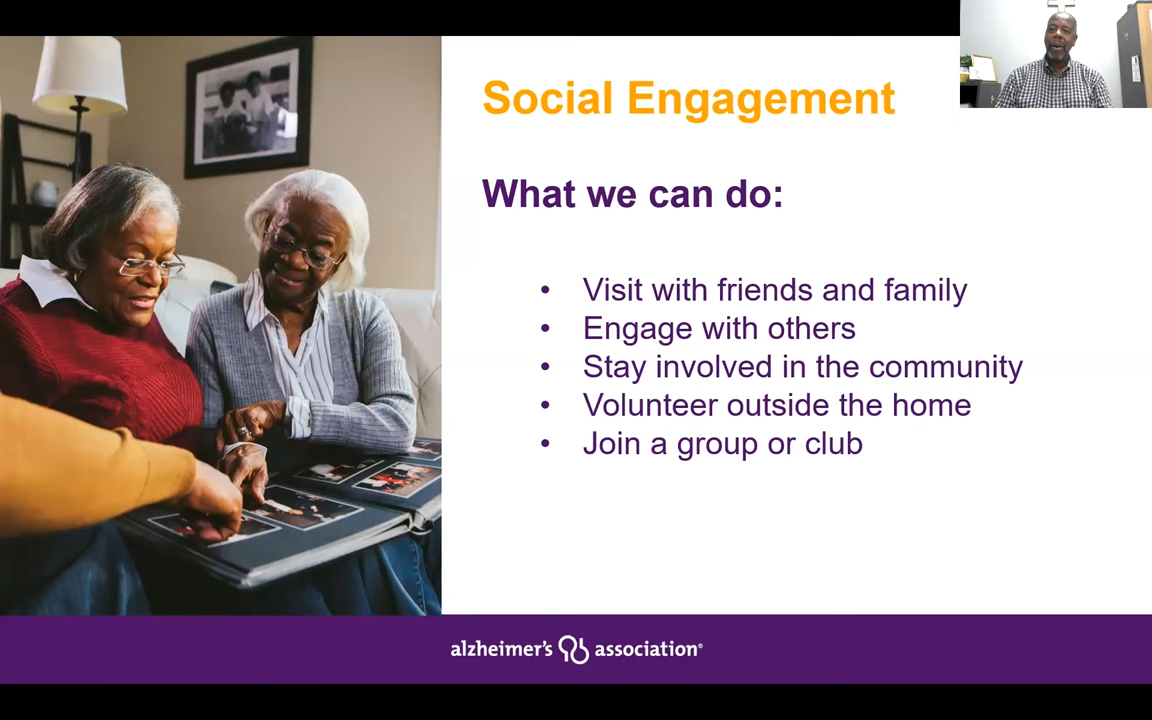 Social Engagement
What we can do:
• Visit with friends and family
• Engage with others
• Stay involved in the community
• Volunteer outside the home
• Join a group or club
alzheimer's association®